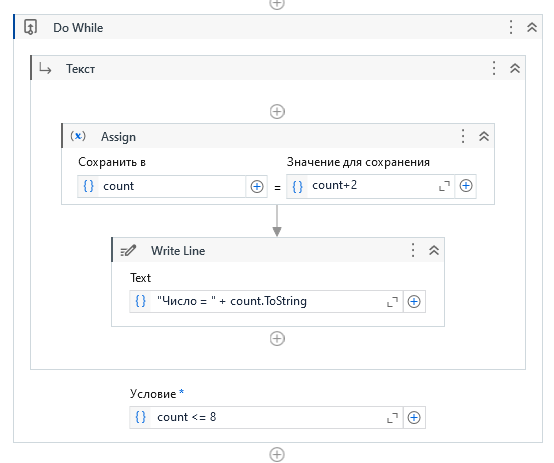 Do While
Текст
Assign
Сохранить в
Значение для сохранения
count = count+2
Write Line
Text
"Число = " + count.ToString
Условие *
count <= 8